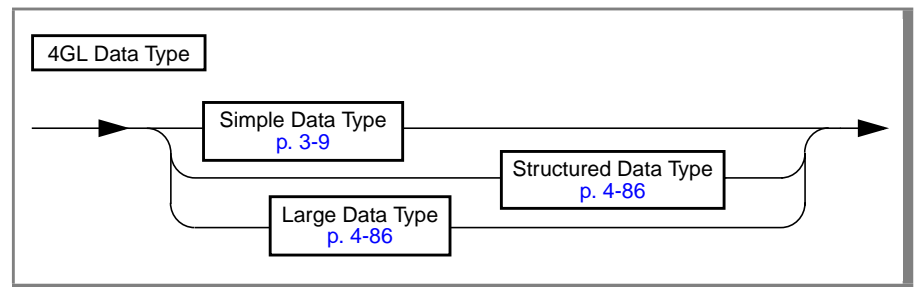 4GL Data Type
Simple Data Type
p. 3-9
Structured Data Type
p. 4-86
Large Data Type
p. 4-86